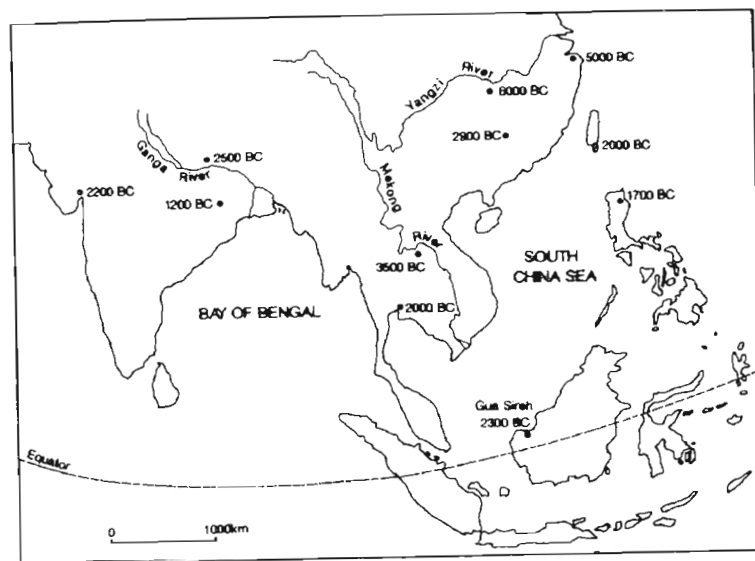 5000 BC
Yangzi River
6000 BC
2800 BC
2000 BC
Ganga River
2500 BC
2200 BC
1200 BC
Mekong River
1700 BC
3500 BC
SOUTH
CHINA SEA
BAY OF BENGAL
2000 BC
Gua Sireh
2300 BC
Equator
0 1000km